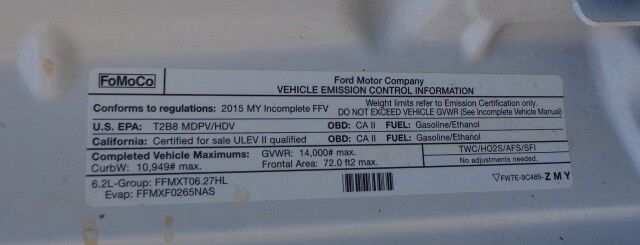 FoMoCo
Ford Motor Company
VEHICLE EMISSION CONTROL INFORMATION
Conforms to regulations: 2015 MY Incomplete FFV
Weight limits refer to Emission Certification only.
DO NOT EXCEED VEHICLE GVWR (See Incomplete Vehicle Manual)
U.S. EPA: T2B8 MDPV/HDV OBD: CA II FUEL: Gasoline/Ethanol
California: Certified for sale ULEV II qualified OBD: CA II FUEL: Gasoline/Ethanol
Completed Vehicle Maximums: GVWR: 14,000# max.
CurbW: 10,949# max. Frontal Area: 72.0 ft2 max.
TWC/HO2S/AFS/SFI
No adjustments needed.
6.2L-Group: FFMXT06.27HL
Evap: FFMXF0265NAS
▽FW7E-9C485-ZMY